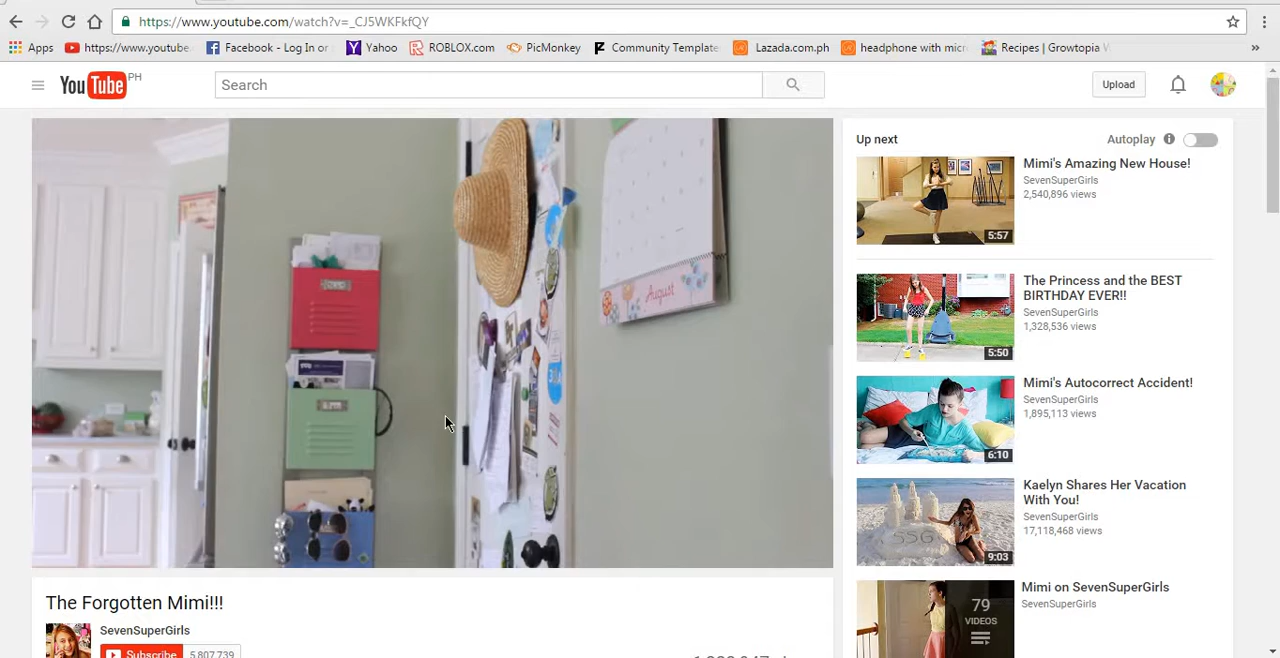 https://www.youtube.com/watch?v=_CJ5WKFkfQY
Apps
https://www.youtube
Facebook - Log In or
Yahoo
ROBLOX.com
PicMonkey
Community Template
Lazada.com.ph
headphone with micr
Recipes | Growtopia W
YouTube PH
Search
Upload
August
Up next
Autoplay
Mimi's Amazing New House!
SevenSuperGirls
2,540,896 views
5:57
The Princess and the BEST
BIRTHDAY EVER!!
SevenSuperGirls
1,328,536 views
5:50
Mimi's Autocorrect Accident!
SevenSuperGirls
1,895,113 views
6:10
Kaelyn Shares Her Vacation
With You!
SevenSuperGirls
17,118,468 views
SSG
9:03
Mimi on SevenSuperGirls
SevenSuperGirls
79
VIDEOS
The Forgotten Mimi!!!
SevenSuperGirls
Subscribe
5,807,739